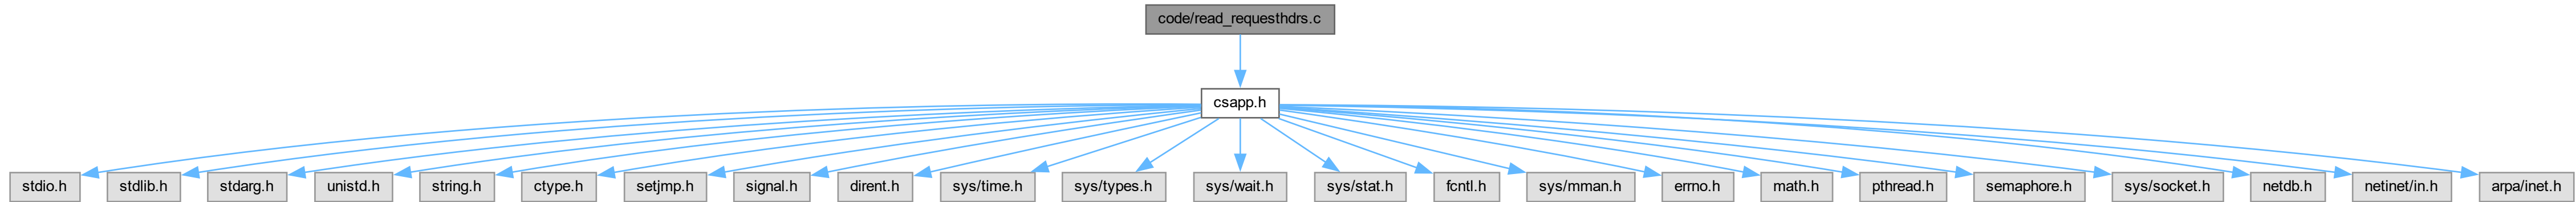 code/read_requesthdrs.c
csapp.h
stdio.h
stdlib.h
stdarg.h
unistd.h
string.h
ctype.h
setjmp.h
signal.h
dirent.h
sys/time.h
sys/types.h
sys/wait.h
sys/stat.h
fcntl.h
sys/mman.h
errno.h
math.h
pthread.h
semaphore.h
sys/socket.h
netdb.h
netinet/in.h
arpa/inet.h